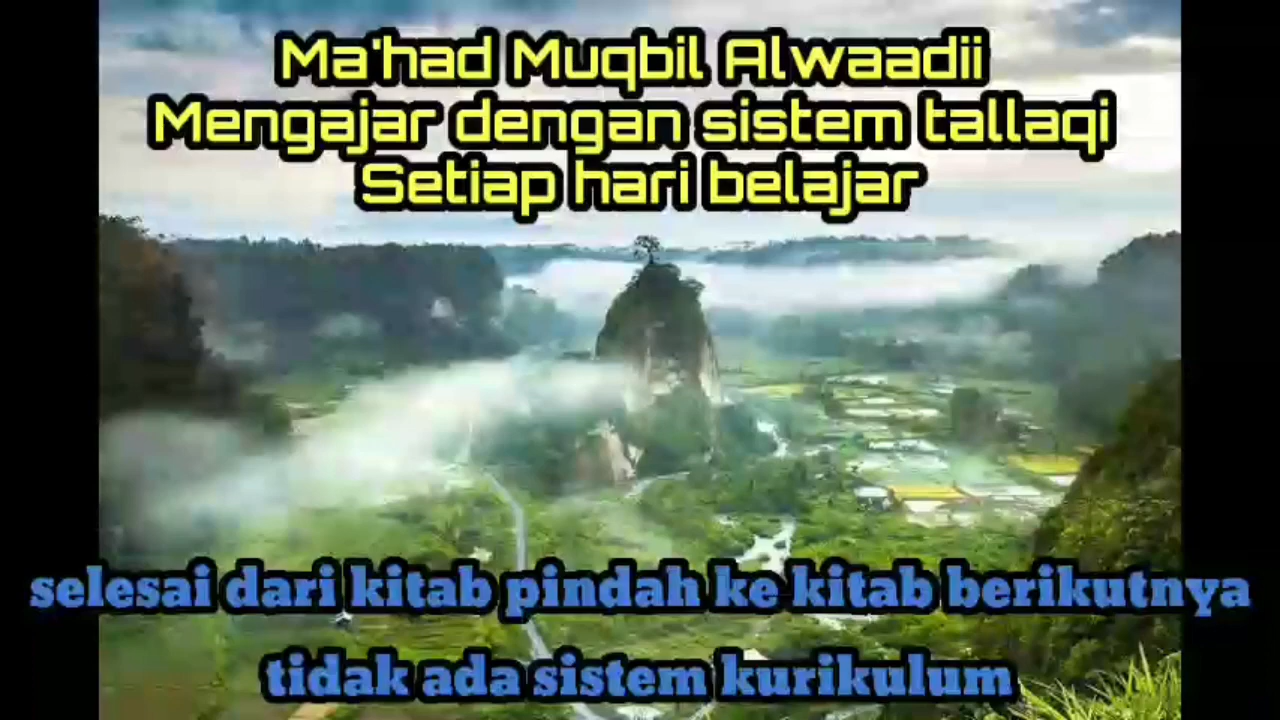 Ma'had Muqbil Alwaadii
Mengajar dengan sistem tallaqi
Setiap hari belajar
selesai dari kitab pindah ke kitab berikutnya
tidak ada sistem kurikulum